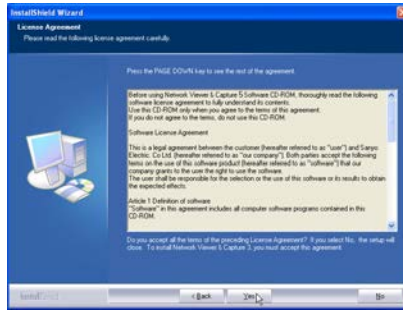 InstallShield Wizard
License Agreement
Please read the following license agreement carefully.
Press the PAGE DOWN key to see the rest of the agreement.
Before using Network Viewer & Capture 5 Software CD-ROM, thoroughly read the following
software license agreement to fully understand its contents.
Use this CD-ROM only when you agree to the terms of this agreement.
If you do not agree to the terms, do not use this CD-ROM.
Software License Agreement
This is a legal agreement between the customer (hereafter referred to as "user") and Sanyo
Electric. Co Ltd. (hereafter referred to as "our company"). Both parties accept the following
terms on the use of this software product (hereafter referred to as "software") that our
company grants to the user the right to use the software.
The user shall be responsible for the selection or the use of this software or its results to obtain
the expected effects.
Article 1 Definition of software
"Software" in this agreement includes all computer software programs contained in this
CD-ROM.
Do you accept all the terms of the preceding License Agreement? If you select No, the setup will
close. To install Network Viewer & Capture 3, you must accept this agreement.
InstallShield
< Back
Yes
No